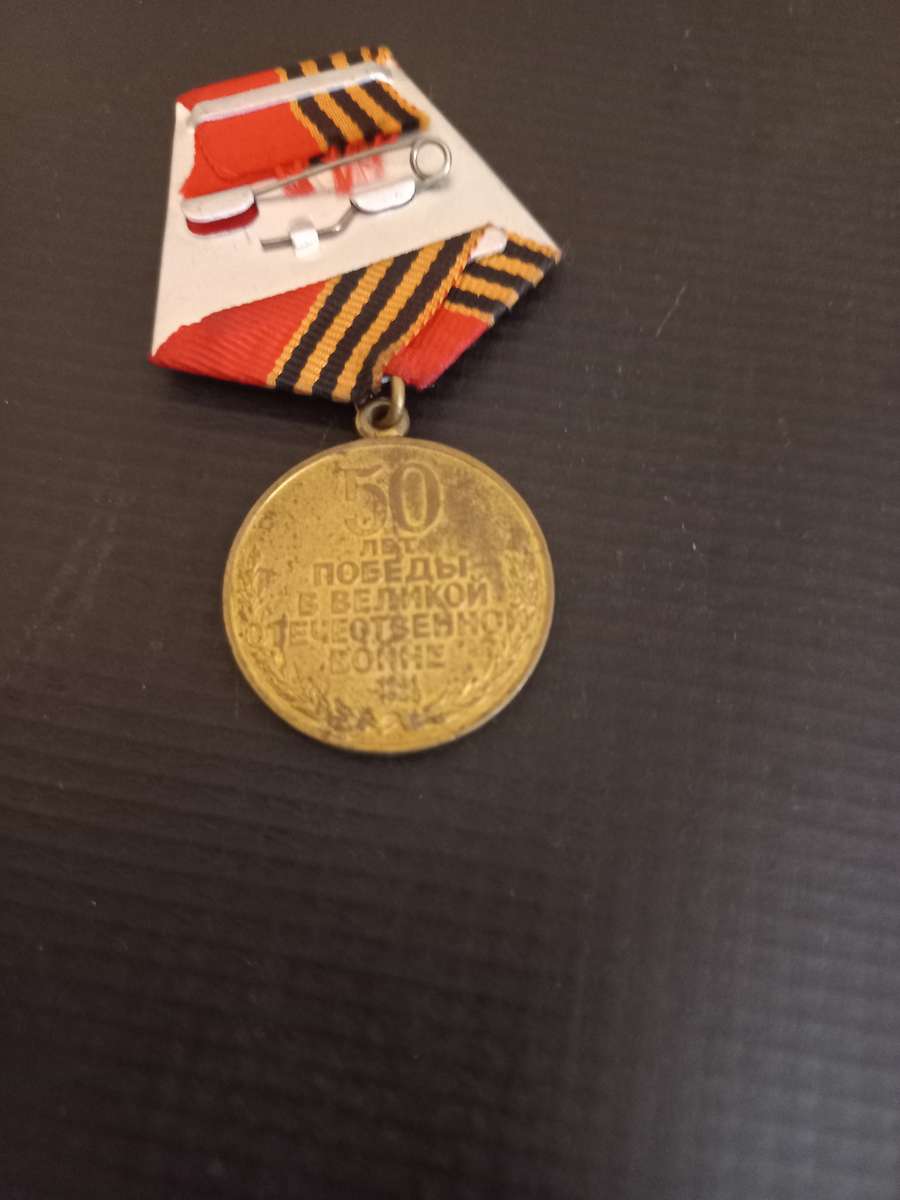 50
ЛЕТ
ПОБЕДЫ
В ВЕЛИКОЙ
ОТЕЧЕСТВЕННОЙ
ВОЙНЕ